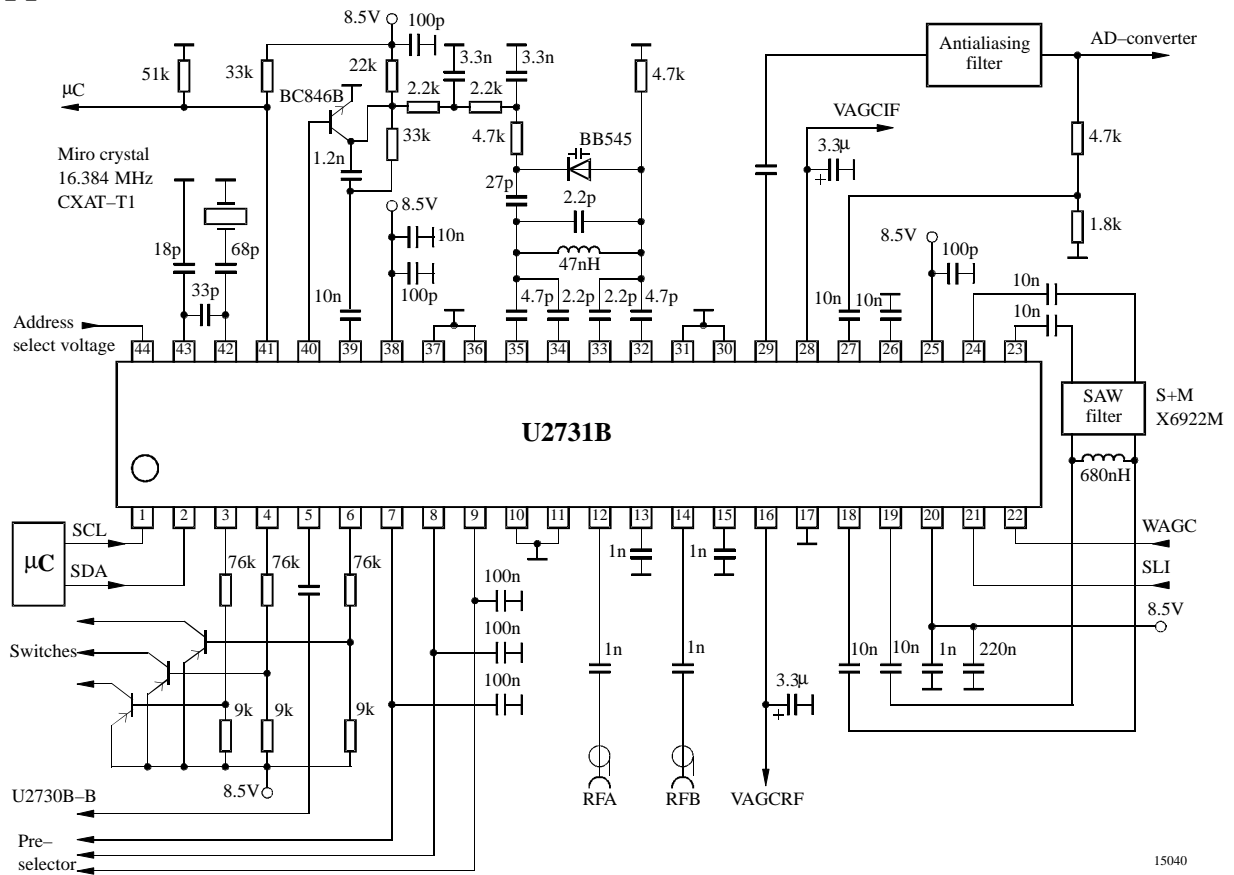 8.5V
100p
3.3n
3.3n
51k
33k
22k
2.2k
2.2k
4.7k
µC
BC846B
33k
4.7k
BB545
1.2n
27p
2.2p
47nH
Miro crystal
16.384 MHz
CXAT–T1
18p
68p
33p
8.5V
10n
100p
10n
4.7p
2.2p
2.2p
4.7p
Antialiasing
filter
AD–converter
VAGCIF
3.3µ
+
4.7k
1.8k
8.5V
100p
10n
10n
10n
10n
Address
select voltage
44
43
42
41
40
39
38
37
36
35
34
33
32
31
30
29
28
27
26
25
24
23
SAW
filter
S+M
X6922M
680nH
U2731B
1
2
3
4
5
6
7
8
9
10
11
12
13
14
15
16
17
18
19
20
21
22
µC
SCL
SDA
76k
76k
76k
Switches
9k
9k
9k
8.5V
100n
100n
100n
1n
1n
1n
1n
WAGC
SLI
8.5V
10n
10n
1n
220n
3.3µ
+
RFA
RFB
VAGCRF
U2730B–B
Pre–
selector
15040